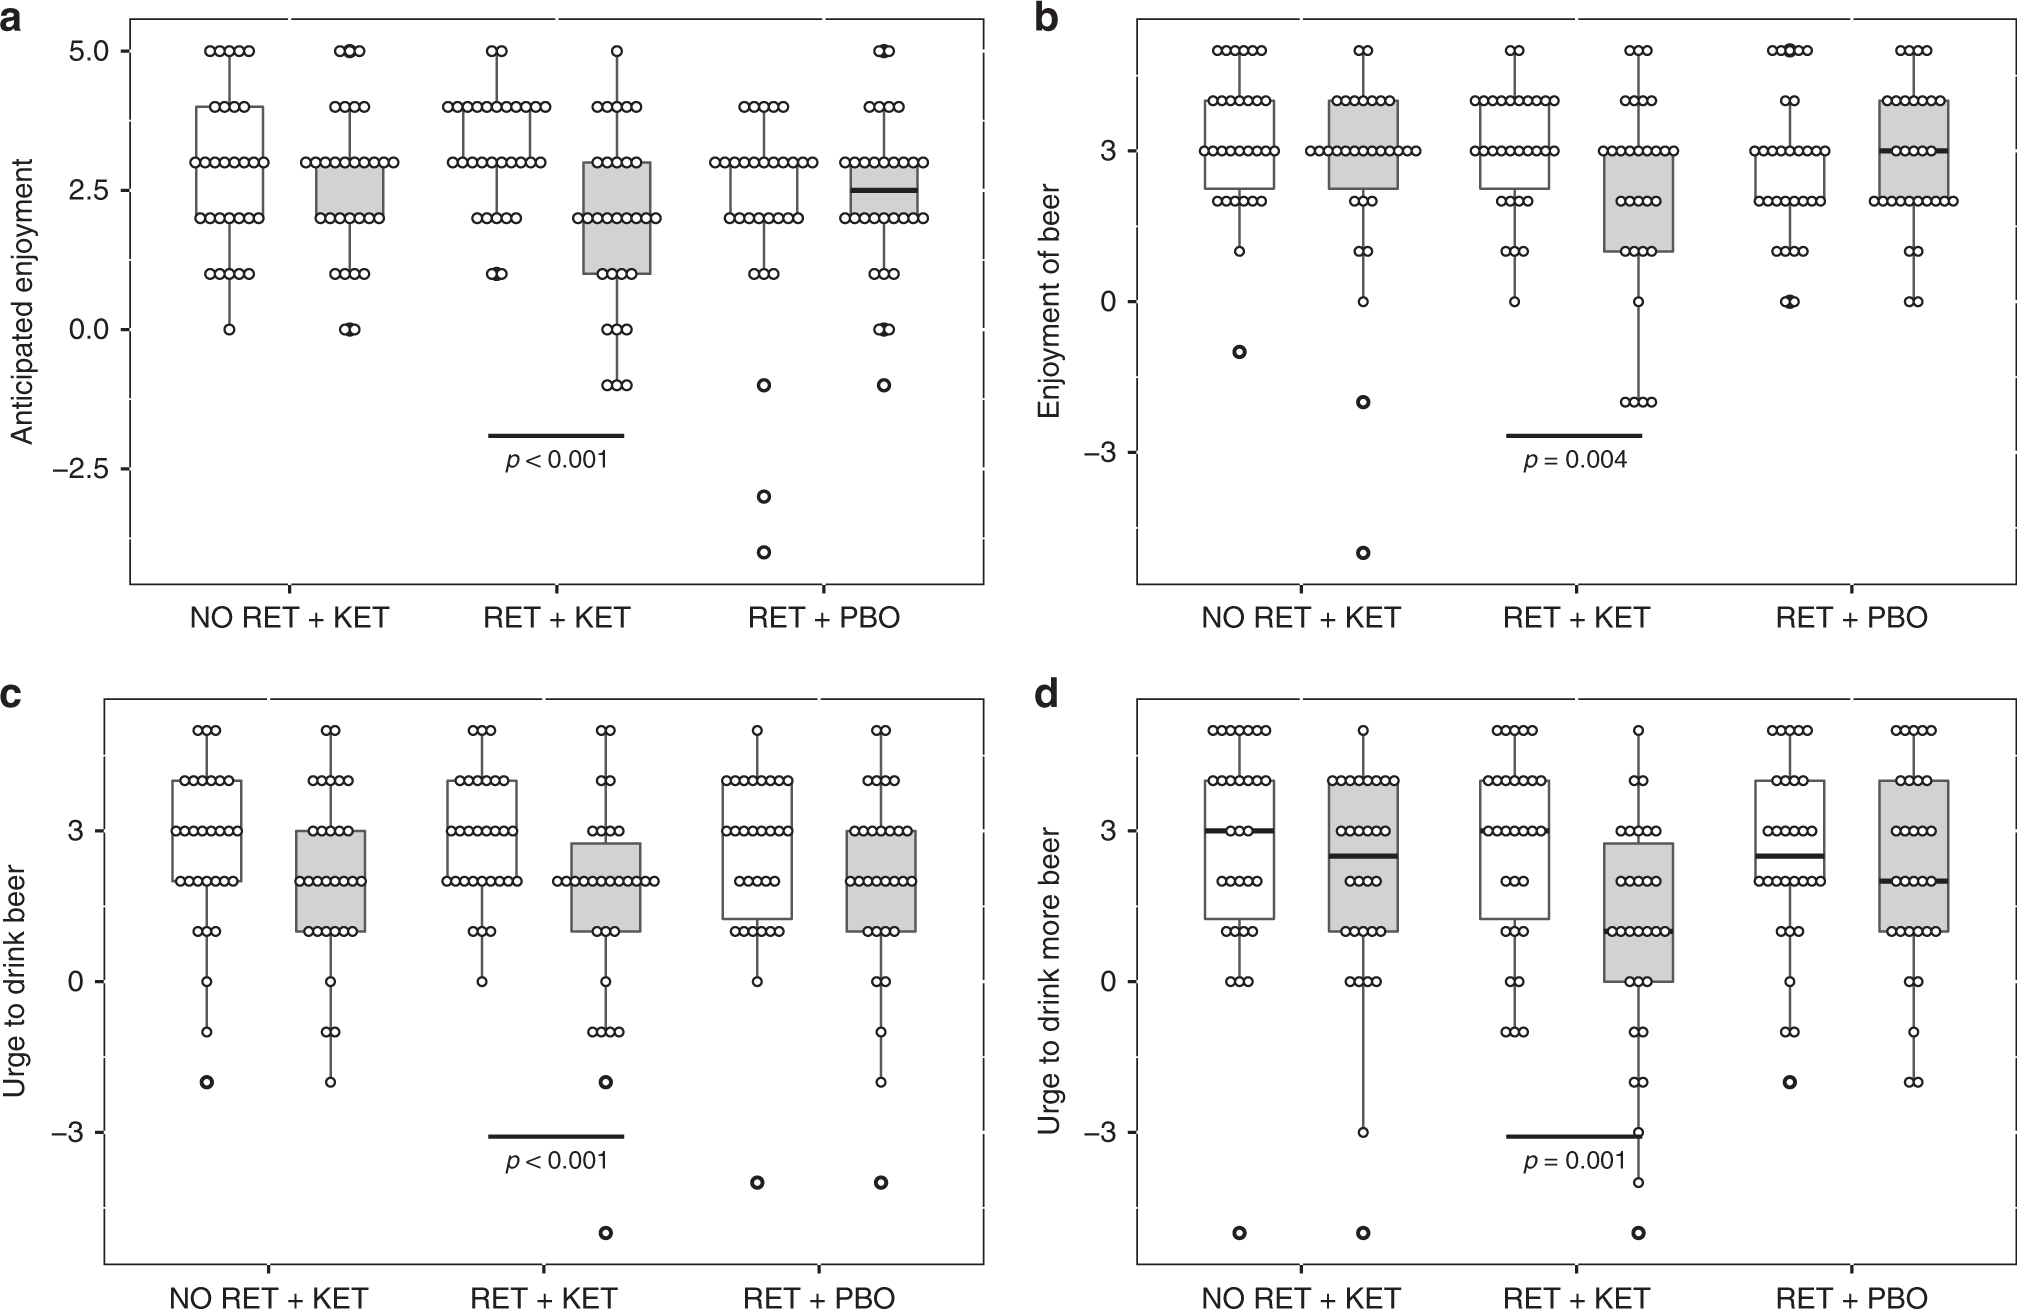 a
5.0
2.5
0.0
−2.5
Anticipated enjoyment
p < 0.001
NO RET + KET RET + KET RET + PBO
b
3
0
−3
Enjoyment of beer
p = 0.004
NO RET + KET RET + KET RET + PBO
c
3
0
−3
Urge to drink beer
p < 0.001
NO RET + KET RET + KET RET + PBO
d
3
0
−3
Urge to drink more beer
p = 0.001
NO RET + KET RET + KET RET + PBO